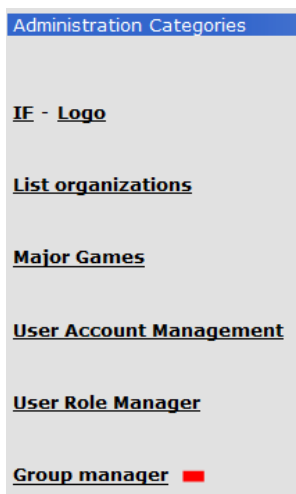 Administration Categories
IF - Logo
List organizations
Major Games
User Account Management
User Role Manager
Group manager